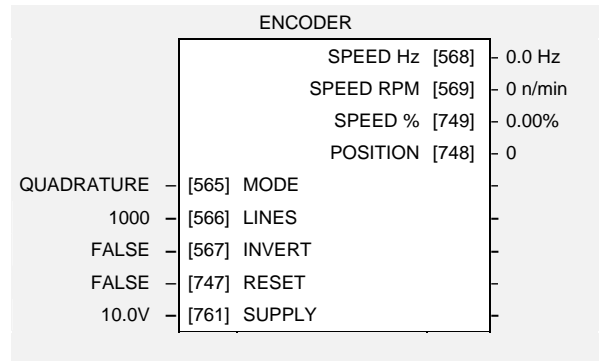 ENCODER
SPEED Hz [568] – 0.0 Hz
SPEED RPM [569] – 0 n/min
SPEED % [749] – 0.00%
POSITION [748] – 0
QUADRATURE – [565] MODE –
1000 – [566] LINES –
FALSE – [567] INVERT –
FALSE – [747] RESET –
10.0V – [761] SUPPLY –